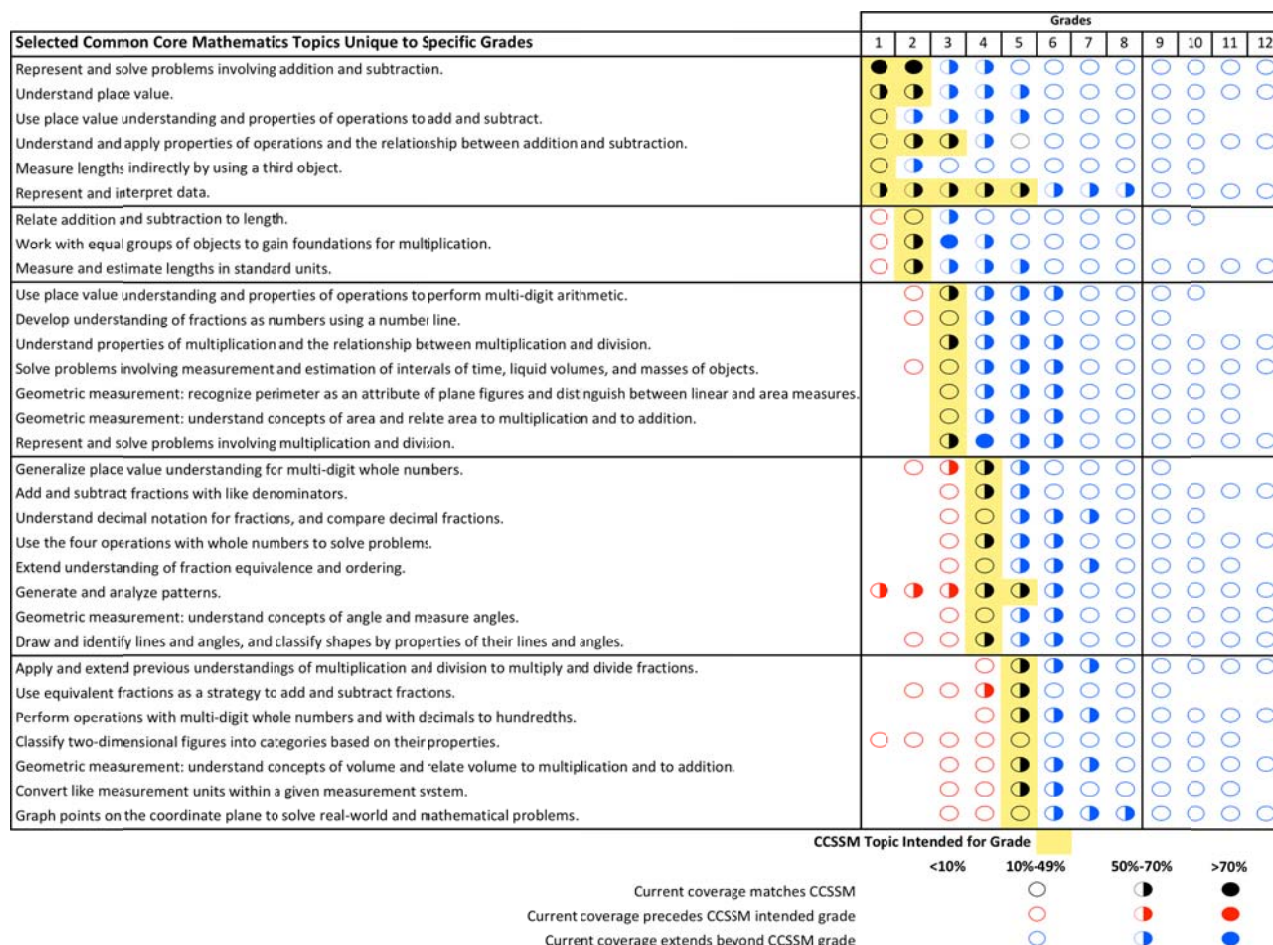 Grades
Selected Common Core Mathematics Topics Unique to Specific Grades 1 2 3 4 5 6 7 8 9 10 11 12
Represent and solve problems involving addition and subtraction.
Understand place value.
Use place value understanding and properties of operations to add and subtract.
Understand and apply properties of operations and the relationship between addition and subtraction.
Measure lengths indirectly by using a third object.
Represent and interpret data.
Relate addition and subtraction to length.
Work with equal groups of objects to gain foundations for multiplication.
Measure and estimate lengths in standard units.
Use place value understanding and properties of operations to perform multi-digit arithmetic.
Develop understanding of fractions as numbers using a number line.
Understand properties of multiplication and the relationship between multiplication and division.
Solve problems involving measurement and estimation of intervals of time, liquid volumes, and masses of objects.
Geometric measurement: recognize perimeter as an attribute of plane figures and distinguish between linear and area measures.
Geometric measurement: understand concepts of area and relate area to multiplication and to addition.
Represent and solve problems involving multiplication and division.
Generalize place value understanding for multi-digit whole numbers.
Add and subtract fractions with like denominators.
Understand decimal notation for fractions, and compare decimal fractions.
Use the four operations with whole numbers to solve problems.
Extend understanding of fraction equivalence and ordering.
Generate and analyze patterns.
Geometric measurement: understand concepts of angle and measure angles.
Draw and identify lines and angles, and classify shapes by properties of their lines and angles.
Apply and extend previous understandings of multiplication and division to multiply and divide fractions.
Use equivalent fractions as a strategy to add and subtract fractions.
Perform operations with multi-digit whole numbers and with decimals to hundredths.
Classify two-dimensional figures into categories based on their properties.
Geometric measurement: understand concepts of volume and relate volume to multiplication and to addition.
Convert like measurement units within a given measurement system.
Graph points on the coordinate plane to solve real-world and mathematical problems.
CCSSM Topic Intended for Grade
<10% 10%-49% 50%-70% >70%
Current coverage matches CCSSM
Current coverage precedes CCSSM intended grade
Current coverage extends beyond CCSSM grade